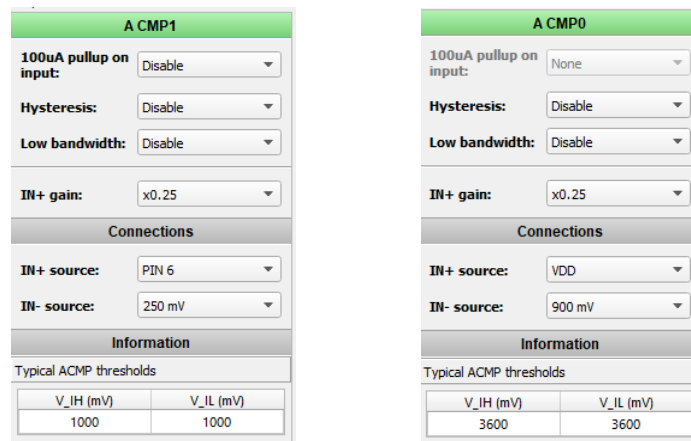 A CMP1
100uA pullup on
input:
Disable
Hysteresis:
Disable
Low bandwidth:
Disable
IN+ gain:
x0.25
Connections
IN+ source:
PIN 6
IN- source:
250 mV
Information
Typical ACMP thresholds
V_IH (mV)
V_IL (mV)
1000
1000
A CMP0
100uA pullup on
input:
None
Hysteresis:
Disable
Low bandwidth:
Disable
IN+ gain:
x0.25
Connections
IN+ source:
VDD
IN- source:
900 mV
Information
Typical ACMP thresholds
V_IH (mV)
V_IL (mV)
3600
3600